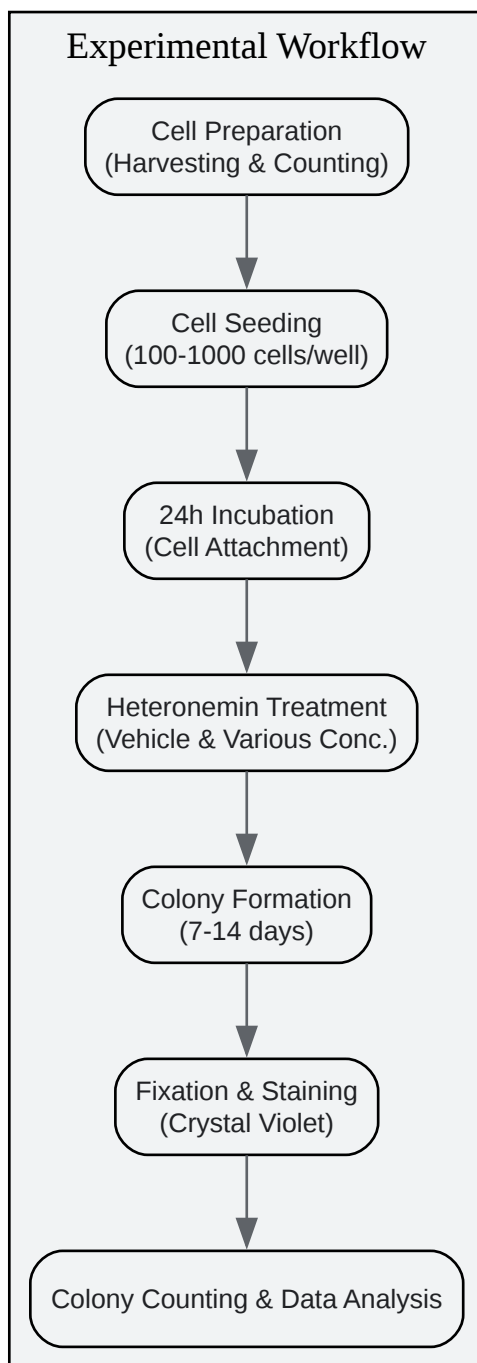 Experimental Workflow
Cell Preparation
(Harvesting & Counting)
Cell Seeding
(100-1000 cells/well)
24h Incubation
(Cell Attachment)
Heteronemin Treatment
(Vehicle & Various Conc.)
Colony Formation
(7-14 days)
Fixation & Staining
(Crystal Violet)
Colony Counting & Data Analysis